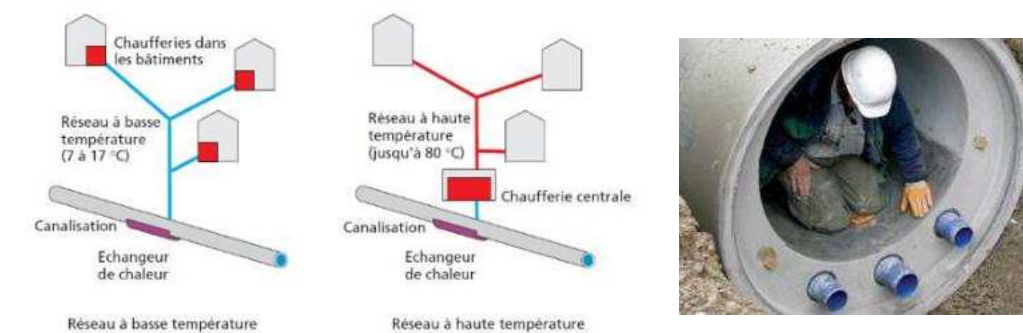 Chaufferies dans
les bâtiments
Réseau à basse
température
(7 à 17 °C)
Canalisation
Echangeur
de chaleur
Réseau à basse température
Réseau à haute
température
(jusqu'à 80 °C)
Chaufferie centrale
Canalisation
Echangeur
de chaleur
Réseau à haute température